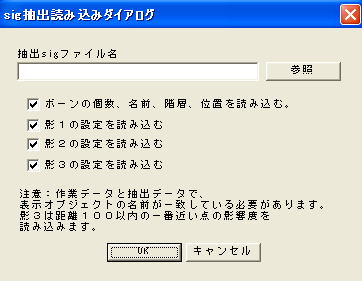 sig抽出読み込みダイアログ
抽出sigファイル名
参照
ボーンの個数、名前、階層、位置を読み込む。
影１の設定を読み込む
影２の設定を読み込む
影３の設定を読み込む
注意：作業データと抽出データで、
表示オブジェクトの名前が一致している必要があります。
影３は距離１００以内の一番近い点の影響度を
読み込みます。
OK
キャンセル